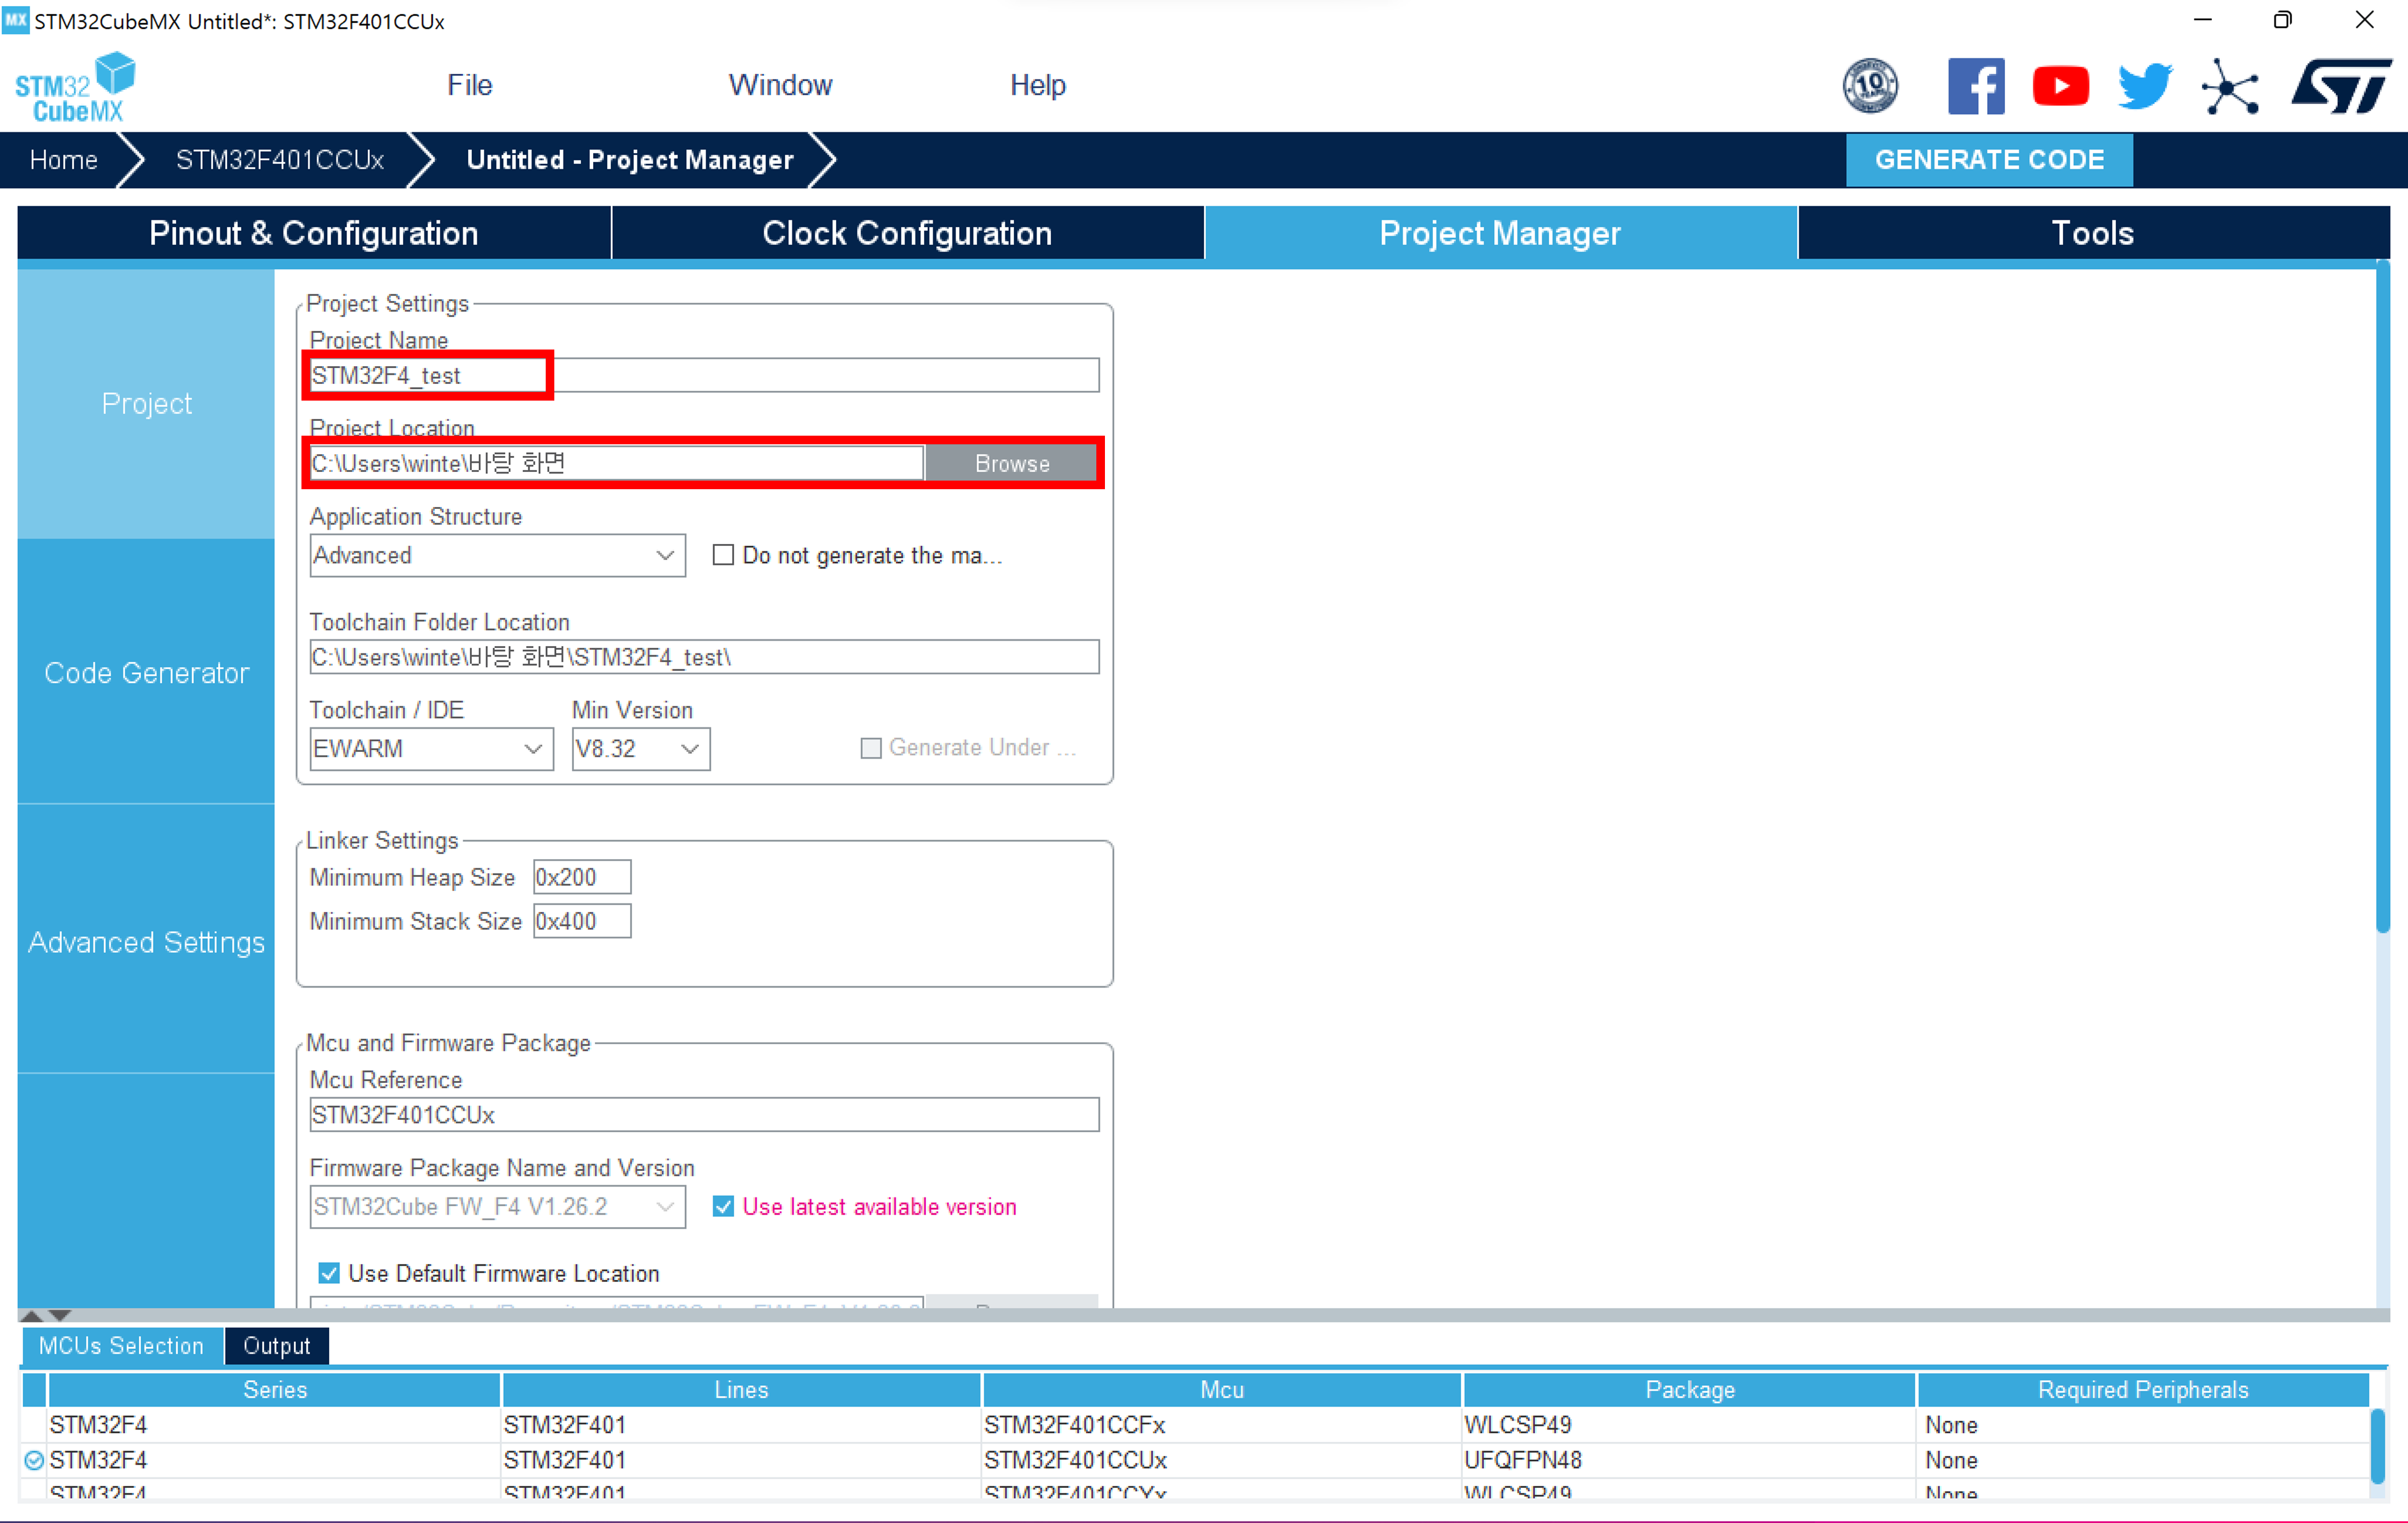 MX STM32CubeMX Untitled*: STM32F401CCUx
STM32
CubeMX
File
Window
Help
10
YEARS
ST
Home
STM32F401CCUx
Untitled - Project Manager
GENERATE CODE
Pinout & Configuration
Clock Configuration
Project Manager
Tools
Project
Code Generator
Advanced Settings
Project Settings
Project Name
STM32F4_test
Project Location
C:\Users\winte\바탕 화면
Browse
Application Structure
Advanced
Do not generate the ma...
Toolchain Folder Location
C:\Users\winte\바탕 화면\STM32F4_test\
Toolchain / IDE
Min Version
EWARM
V8.32
Generate Under ...
Linker Settings
Minimum Heap Size 0x200
Minimum Stack Size 0x400
Mcu and Firmware Package
Mcu Reference
STM32F401CCUx
Firmware Package Name and Version
STM32Cube FW_F4 V1.26.2
Use latest available version
Use Default Firmware Location
MCUs Selection
Output
Series Lines Mcu Package Required Peripherals
STM32F4 STM32F401 STM32F401CCFx WLCSP49 None
STM32F4 STM32F401 STM32F401CCUx UFQFPN48 None
STM32F4 STM32F401 STM32F401CCYx WLCSP49 None